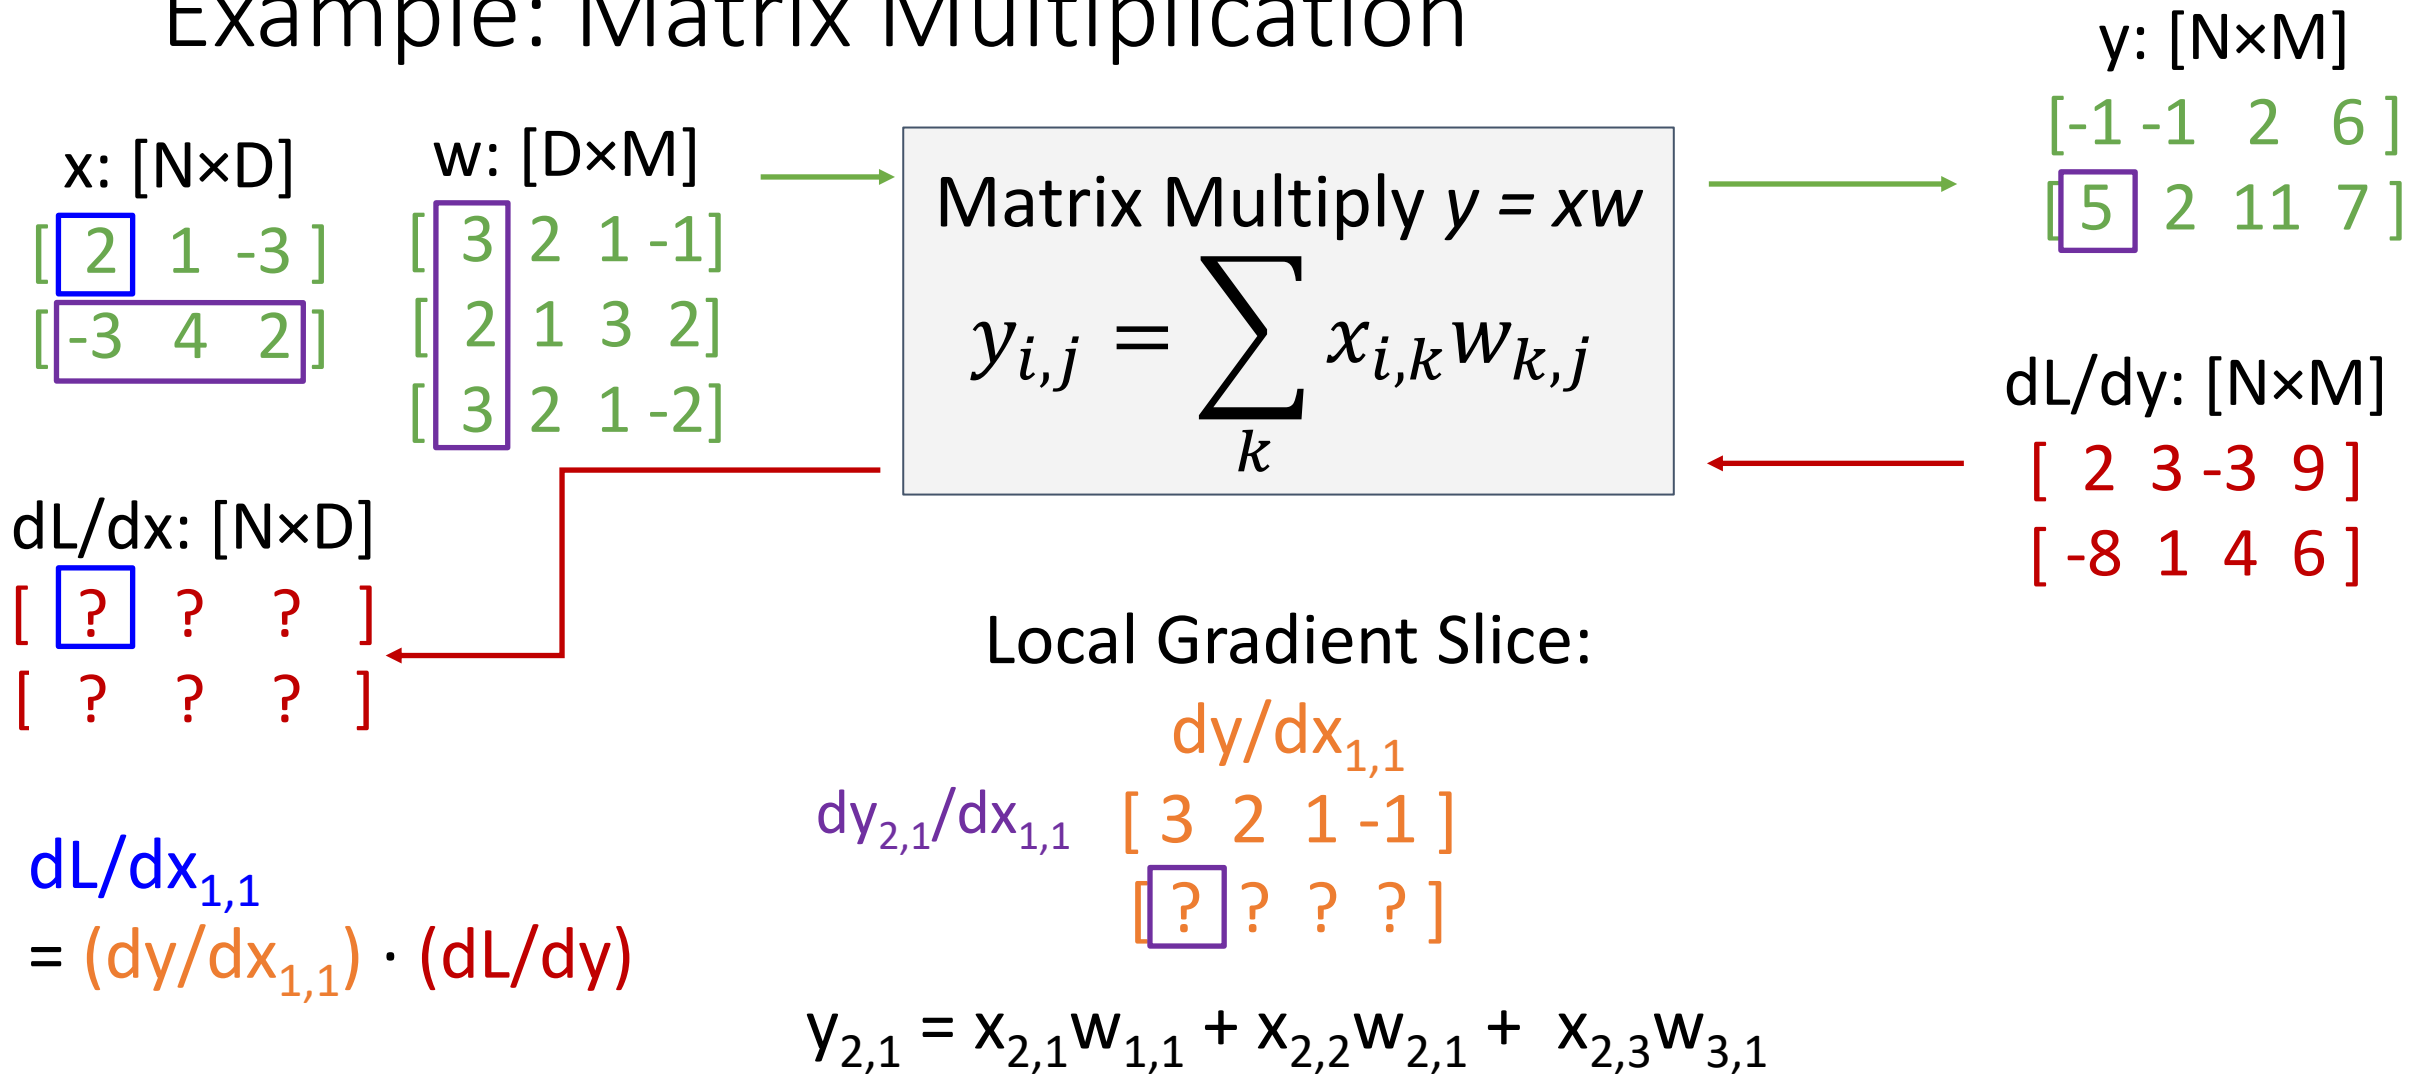 Example: Matrix Multiplication
x: [N×D]
[ 2 1 -3 ]
[ -3 4 2 ]
w: [D×M]
[ 3 2 1 -1]
[ 2 1 3 2]
[ 3 2 1 -2]
Matrix Multiply y = xw
y_{i,j} = ∑_k x_{i,k}w_{k,j}
y: [N×M]
[-1 -1 2 6 ]
[ 5 2 11 7 ]
dL/dy: [N×M]
[ 2 3 -3 9 ]
[ -8 1 4 6 ]
dL/dx: [N×D]
[ ? ? ? ]
[ ? ? ? ]
dL/dx_{1,1}
= (dy/dx_{1,1}) · (dL/dy)
Local Gradient Slice:
dy/dx_{1,1}
dy_{2,1}/dx_{1,1}
[ 3 2 1 -1 ]
[ ? ? ? ? ]
y_{2,1} = x_{2,1}w_{1,1} + x_{2,2}w_{2,1} + x_{2,3}w_{3,1}